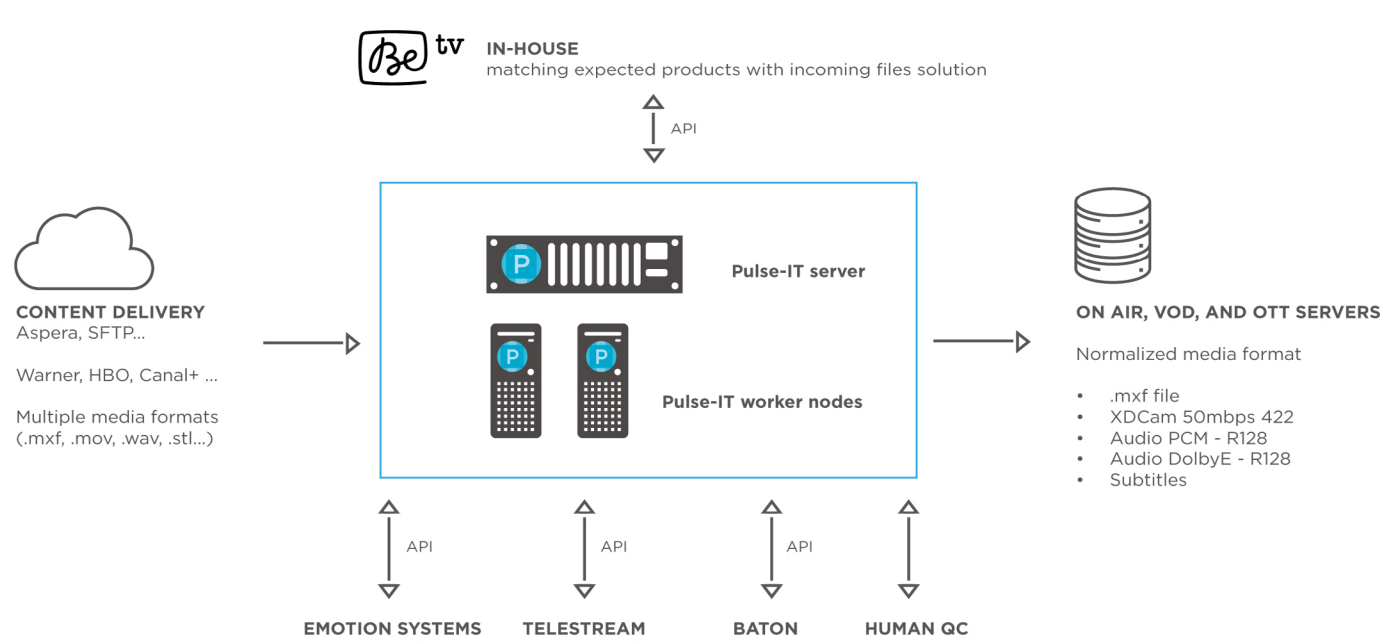 Be tv
IN-HOUSE
matching expected products with incoming files solution
API
CONTENT DELIVERY
Aspera, SFTP...
Warner, HBO, Canal+ ...
Multiple media formats
(.mxf, .mov, .wav, .stl...)
P
Pulse-IT server
P
P
Pulse-IT worker nodes
ON AIR, VOD, AND OTT SERVERS
Normalized media format
• .mxf file
• XDCam 50mbps 422
• Audio PCM - R128
• Audio DolbyE - R128
• Subtitles
API
API
API
EMOTION SYSTEMS
TELESTREAM
BATON
HUMAN QC